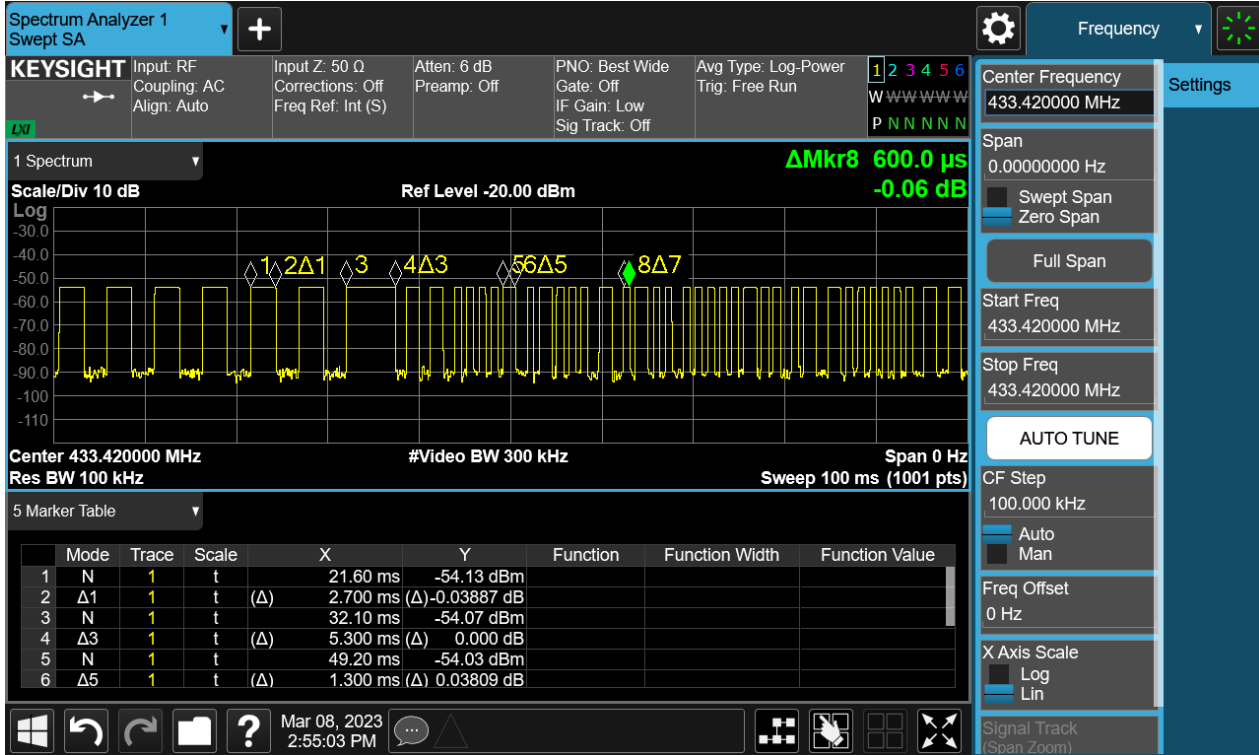 Spectrum Analyzer 1
Swept SA
+
Frequency
KEYSIGHT
Input: RF
Coupling: AC
Align: Auto
Input Z: 50 Ω
Corrections: Off
Freq Ref: Int (S)
Atten: 6 dB
Preamp: Off
PNO: Best Wide
Gate: Off
IF Gain: Low
Sig Track: Off
Avg Type: Log-Power
Trig: Free Run
1 2 3 4 5 6
W W W W W W
P N N N N N
LXI
1 Spectrum
ΔMkr8 600.0 µs
-0.06 dB
Scale/Div 10 dB
Ref Level -20.00 dBm
Log
-30.0
-40.0
-50.0
-60.0
-70.0
-80.0
-90.0
-100
-110
1 2Δ1 3 4Δ3 5 6Δ5 8Δ7
Center 433.420000 MHz
#Video BW 300 kHz
Span 0 Hz
Res BW 100 kHz
Sweep 100 ms (1001 pts)
5 Marker Table
Mode Trace Scale X Y Function Function Width Function Value
1 N 1 t 21.60 ms -54.13 dBm
2 Δ1 1 t (Δ) 2.700 ms (Δ) -0.03887 dB
3 N 1 t 32.10 ms -54.07 dBm
4 Δ3 1 t (Δ) 5.300 ms (Δ) 0.000 dB
5 N 1 t 49.20 ms -54.03 dBm
6 Δ5 1 t (Δ) 1.300 ms (Δ) 0.03809 dB
?
Mar 08, 2023
2:55:03 PM
Settings
Center Frequency
433.420000 MHz
Span
0.00000000 Hz
Swept Span
Zero Span
Full Span
Start Freq
433.420000 MHz
Stop Freq
433.420000 MHz
AUTO TUNE
CF Step
100.000 kHz
Auto
Man
Freq Offset
0 Hz
X Axis Scale
Log
Lin
Signal Track
(Span Zoom)